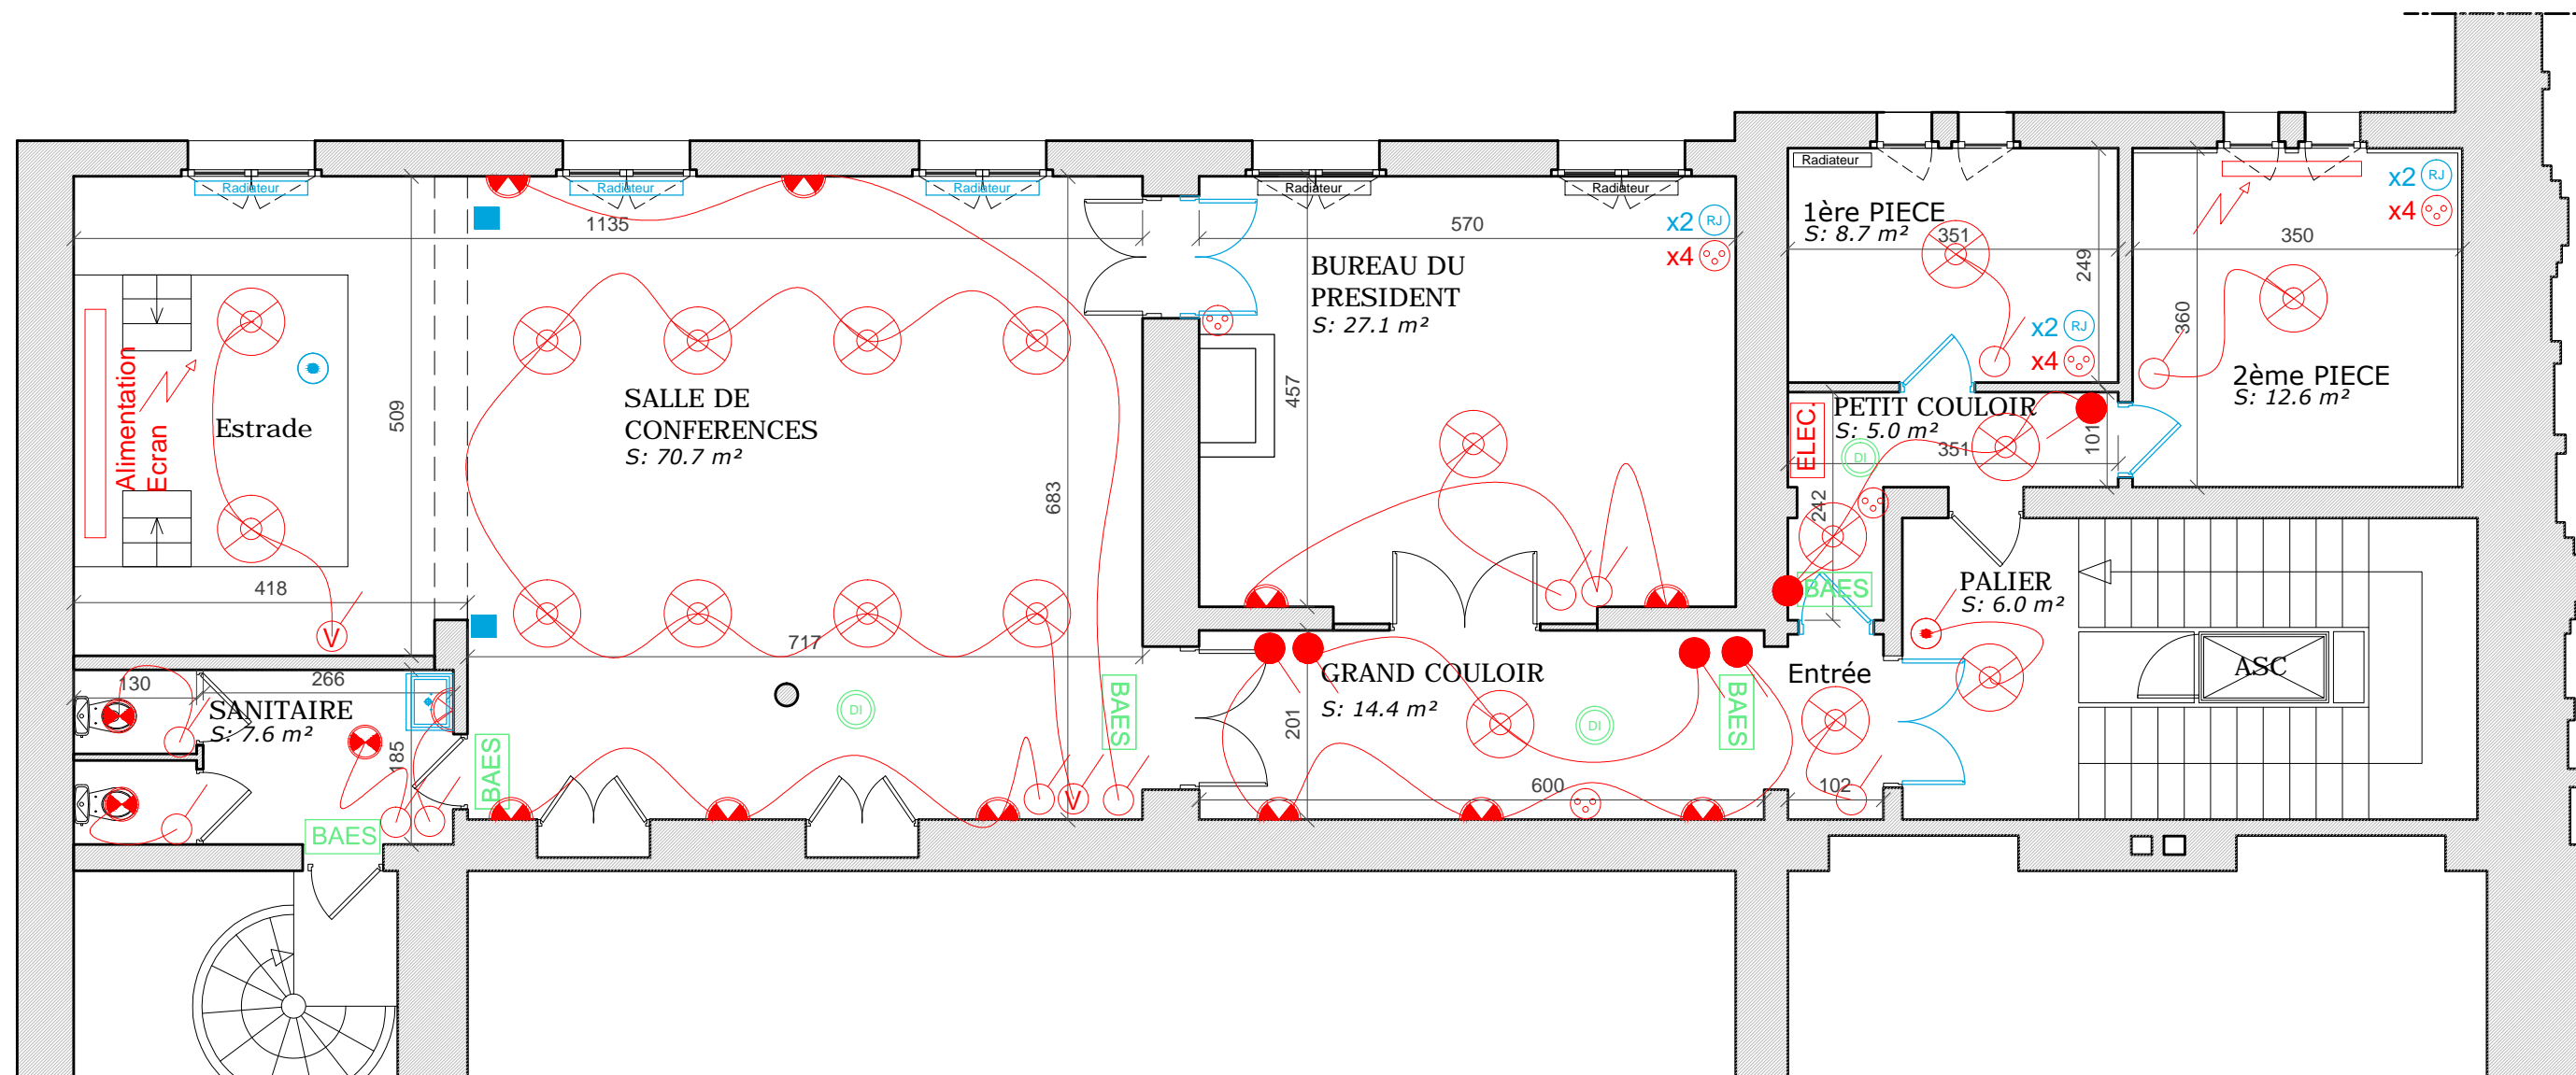 Radiateur
Radiateur
Radiateur
Radiateur
Radiateur
Radiateur
1135
570
x2 RJ
x4
1ère PIECE
S: 8.7 m²
351
249
x2 RJ
x4
350
x2 RJ
x4
360
2ème PIECE
S: 12.6 m²
BUREAU DU
PRESIDENT
S: 27.1 m²
457
Alimentation
Ecran
Estrade
509
418
V
SALLE DE
CONFERENCES
S: 70.7 m²
683
717
ELEC.
PETIT COULOIR
S: 5.0 m²
DI
351
101
242
BAES
PALIER
S: 6.0 m²
ASC
130
266
SANITAIRE
S: 7.6 m²
185
BAES
BAES
DI
BAES
V
GRAND COULOIR
S: 14.4 m²
201
DI
BAES
600
Entrée
102